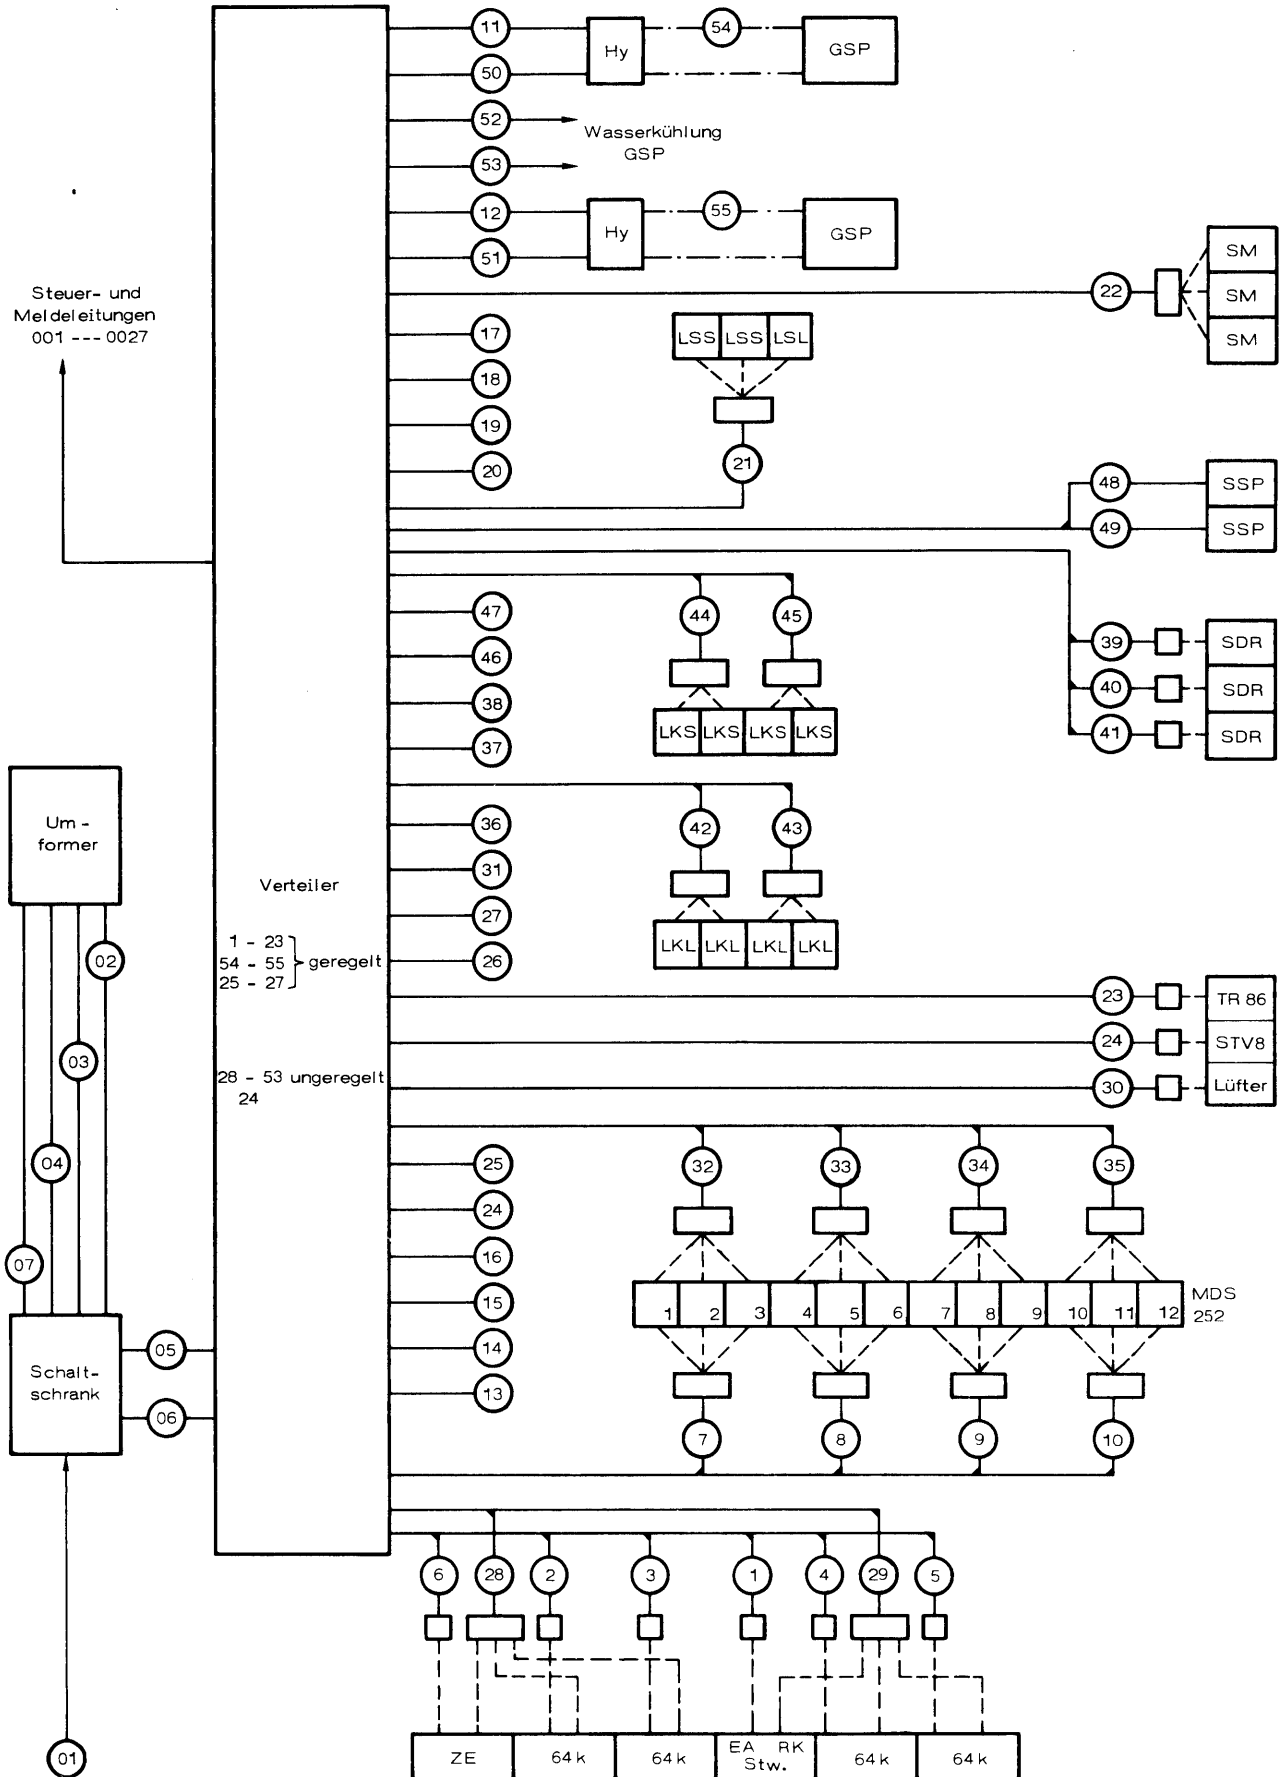 11
54
Hy
GSP
50
52
Wasserkühlung
GSP
53
12
55
Hy
GSP
51
SM
22
SM
SM
Steuer- und
Meldeleitungen
001 --- 0027
17
LSS LSS LSL
18
19
20
21
48
SSP
49
SSP
47
44
45
39
SDR
46
40
SDR
38
LKS LKS LKS LKS
41
SDR
37
Um -
former
36
42
43
31
Verteiler
27
1 - 23
54 - 55
25 - 27
geregelt
02
26
LKL LKL LKL LKL
23
TR 86
24
STV8
03
28 - 53 ungeregelt
24
30
Lüfter
04
25
32
33
34
35
24
07
16
15
1 2 3 4 5 6 7 8 9 10 11 12
MDS
252
05
14
Schalt-
schrank
13
06
7
8
9
10
6
28
2
3
1
4
29
5
01
ZE
64 k
64 k
EA RK
Stw.
64 k
64 k